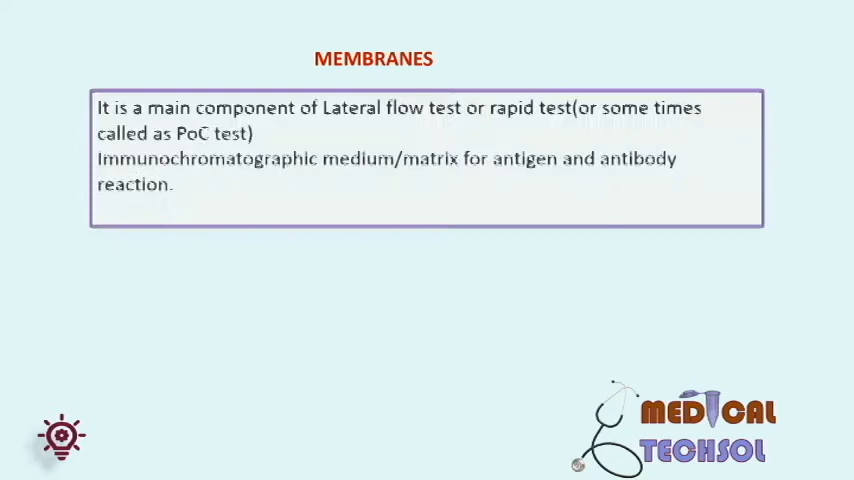 MEMBRANES
It is a main component of Lateral flow test or rapid test(or some times
called as PoC test)
Immunochromatographic medium/matrix for antigen and antibody
reaction.
MEDICAL
TECHSOL